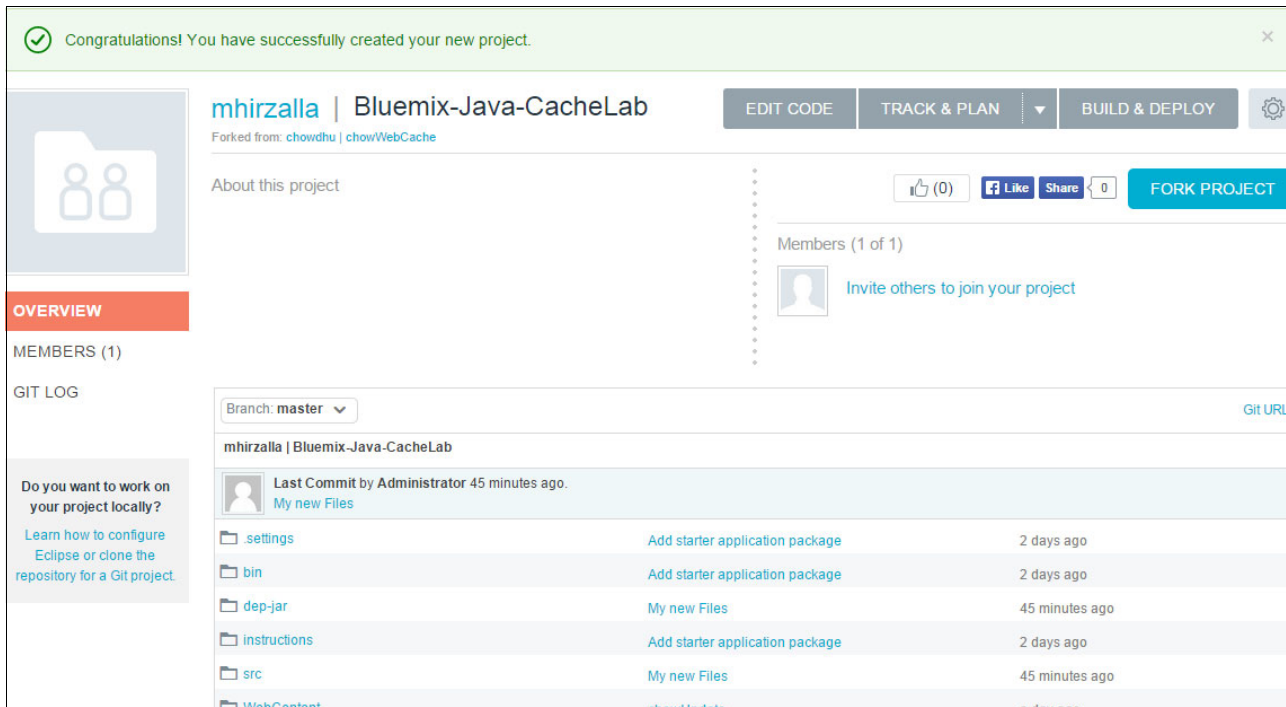 Congratulations! You have successfully created your new project.
mhirzalla | Bluemix-Java-CacheLab
EDIT CODE
TRACK & PLAN
BUILD & DEPLOY
Forked from: chowdhu | chowWebCache
About this project
(0)
Like
Share
0
FORK PROJECT
Members (1 of 1)
Invite others to join your project
OVERVIEW
MEMBERS (1)
GIT LOG
Do you want to work on
your project locally?
Learn how to configure
Eclipse or clone the
repository for a Git project.
Branch: master
Git URL
mhirzalla | Bluemix-Java-CacheLab
Last Commit by Administrator 45 minutes ago.
My new Files
.settings Add starter application package 2 days ago
bin Add starter application package 2 days ago
dep-jar My new Files 45 minutes ago
instructions Add starter application package 2 days ago
src My new Files 45 minutes ago
WebContent